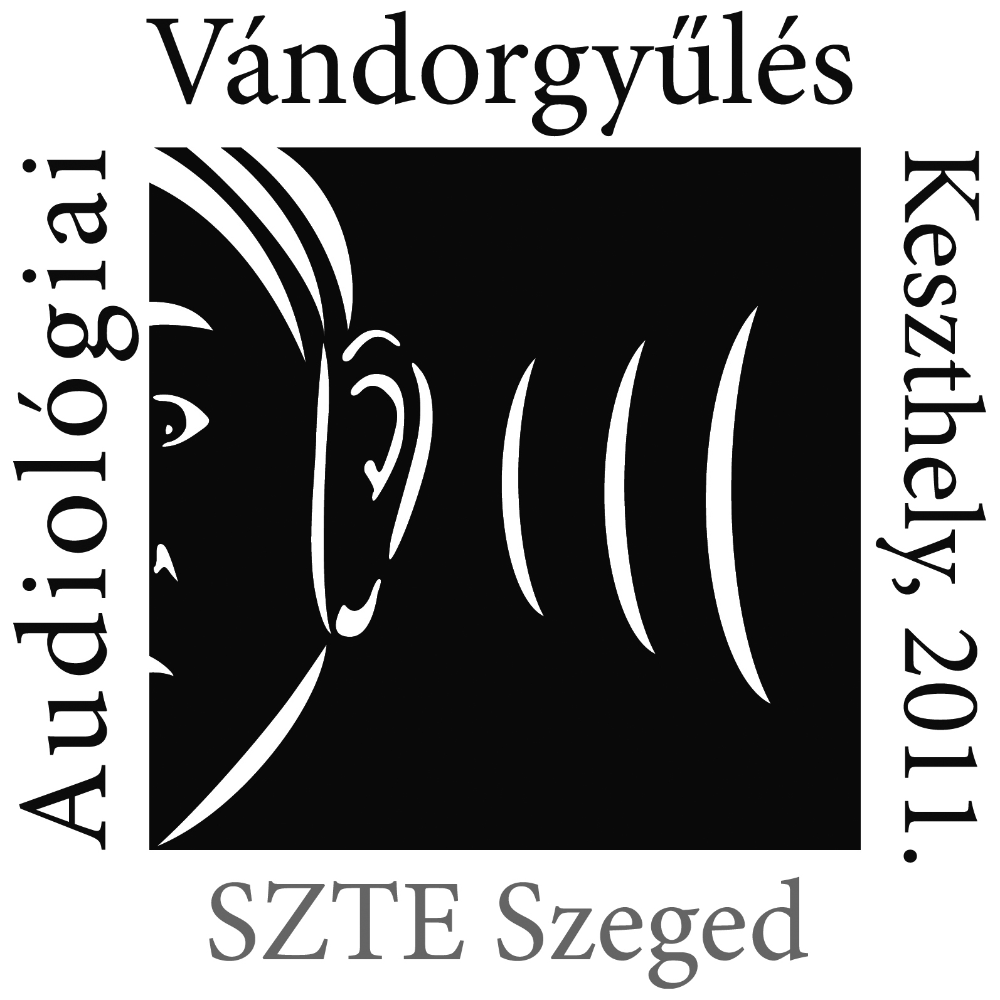 Audiológiai
Vándorgyűlés
Keszthely, 2011.
SZTE Szeged